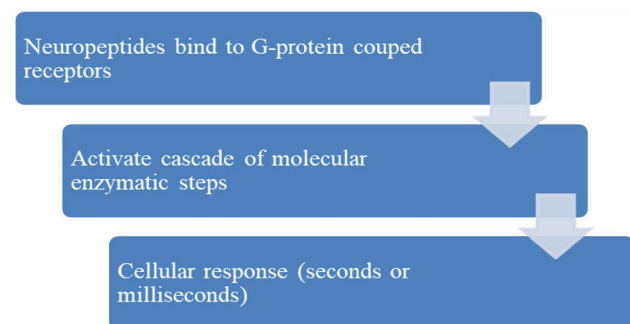 Neuropeptides bind to G-protein couped
receptors
Activate cascade of molecular
enzymatic steps
Cellular response (seconds or
milliseconds)